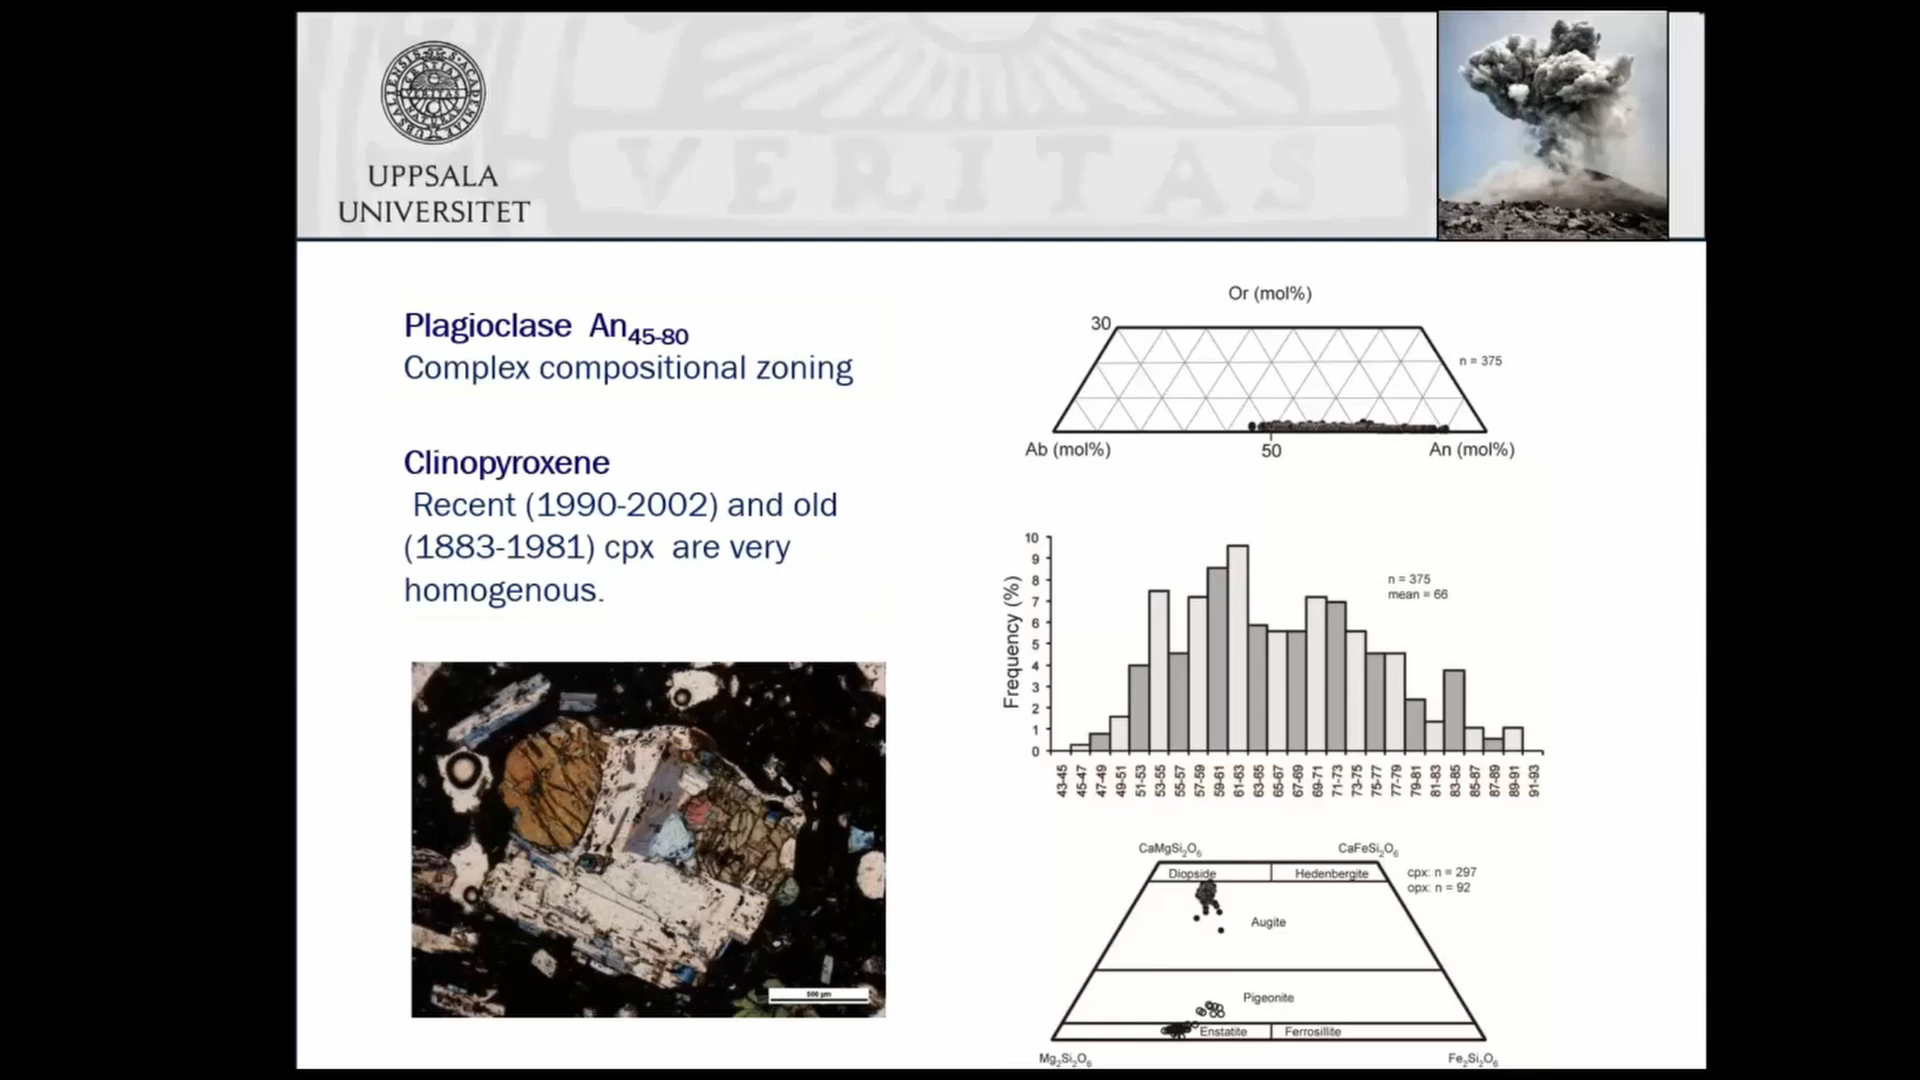 UPPSALA
UNIVERSITET
VERITAS
Plagioclase An45-80
Complex compositional zoning
Clinopyroxene
Recent (1990-2002) and old
(1883-1981) cpx are very
homogenous.
500 µm
Or (mol%)
30
n = 375
Ab (mol%)
50
An (mol%)
Frequency (%)
10
9
8
7
6
5
4
3
2
1
0
n = 375
mean = 66
43-45
45-47
47-49
49-51
51-53
53-55
55-57
57-59
59-61
61-63
63-65
65-67
67-69
69-71
71-73
73-75
75-77
77-79
79-81
81-83
83-85
85-87
87-89
89-91
91-93
CaMgSi2O6
CaFeSi2O6
cpx: n = 297
opx: n = 92
Diopside
Hedenbergite
Augite
Pigeonite
Enstatite
Ferrosillite
Mg2Si2O6
Fe2Si2O6